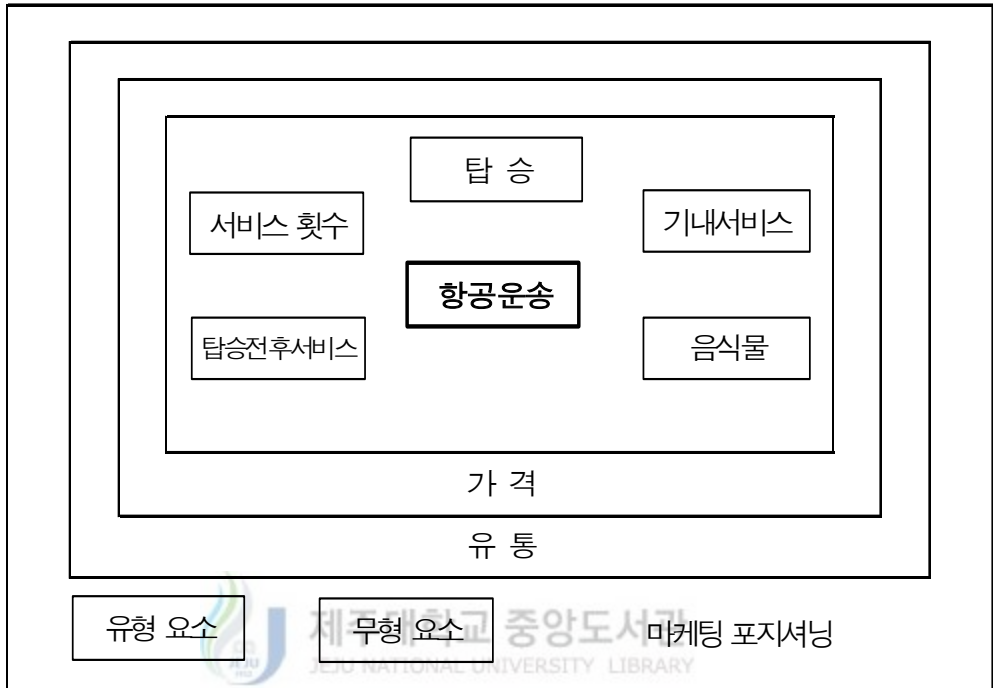 탑 승
서비스 횟수
기내서비스
항공운송
탑승전후서비스
음식물
가 격
유 통
유형 요소
무형 요소
마케팅 포지셔닝
제주대학교 중앙도서관
JEJU NATIONAL UNIVERSITY LIBRARY